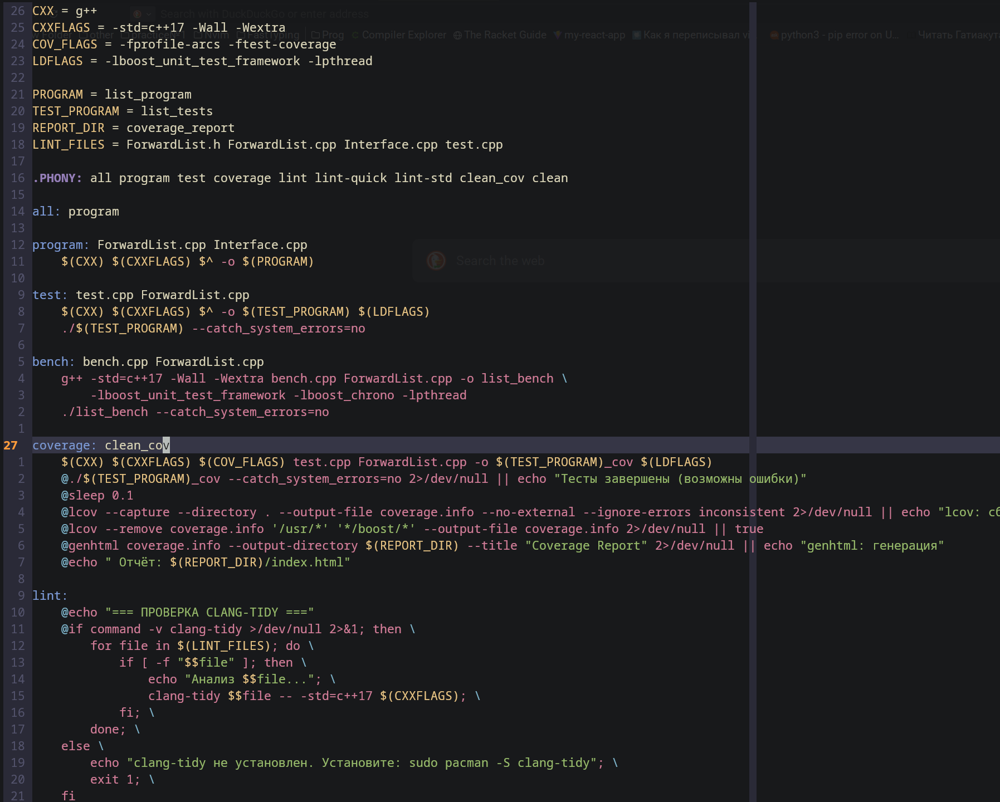 Search with DuckDuckGo or enter address
w Folder other practice№1 Nvim FastTyping Prog Compiler Explorer The Racket Guide my-react-app Как я переписывал vi python3 - pip error on U... Читать Гатиакут
Search the web
26 CXX = g++
25 CXXFLAGS = -std=c++17 -Wall -Wextra
24 COV_FLAGS = -fprofile-arcs -ftest-coverage
23 LDFLAGS = -lboost_unit_test_framework -lpthread
22
21 PROGRAM = list_program
20 TEST_PROGRAM = list_tests
19 REPORT_DIR = coverage_report
18 LINT_FILES = ForwardList.h ForwardList.cpp Interface.cpp test.cpp
17
16 .PHONY: all program test coverage lint lint-quick lint-std clean_cov clean
15
14 all: program
13
12 program: ForwardList.cpp Interface.cpp
11     $(CXX) $(CXXFLAGS) $^ -o $(PROGRAM)
10
9 test: test.cpp ForwardList.cpp
8     $(CXX) $(CXXFLAGS) $^ -o $(TEST_PROGRAM) $(LDFLAGS)
7     ./$(TEST_PROGRAM) --catch_system_errors=no
6
5 bench: bench.cpp ForwardList.cpp
4     g++ -std=c++17 -Wall -Wextra bench.cpp ForwardList.cpp -o list_bench \
3         -lboost_unit_test_framework -lboost_chrono -lpthread
2     ./list_bench --catch_system_errors=no
1
27 coverage: clean_cov
1     $(CXX) $(CXXFLAGS) $(COV_FLAGS) test.cpp ForwardList.cpp -o $(TEST_PROGRAM)_cov $(LDFLAGS)
2     @./$(TEST_PROGRAM)_cov --catch_system_errors=no 2>/dev/null || echo "Тесты завершены (возможны ошибки)"
3     @sleep 0.1
4     @lcov --capture --directory . --output-file coverage.info --no-external --ignore-errors inconsistent 2>/dev/null || echo "lcov: сб
5     @lcov --remove coverage.info '/usr/*' '*/boost/*' --output-file coverage.info 2>/dev/null || true
6     @genhtml coverage.info --output-directory $(REPORT_DIR) --title "Coverage Report" 2>/dev/null || echo "genhtml: генерация"
7     @echo " Отчёт: $(REPORT_DIR)/index.html"
8
9 lint:
10     @echo "=== ПРОВЕРКА CLANG-TIDY ==="
11     @if command -v clang-tidy >/dev/null 2>&1; then \
12         for file in $(LINT_FILES); do \
13             if [ -f "$$file" ]; then \
14                 echo "Анализ $$file..."; \
15                 clang-tidy $$file -- -std=c++17 $(CXXFLAGS); \
16             fi; \
17         done; \
18     else \
19         echo "clang-tidy не установлен. Установите: sudo pacman -S clang-tidy"; \
20         exit 1; \
21     fi